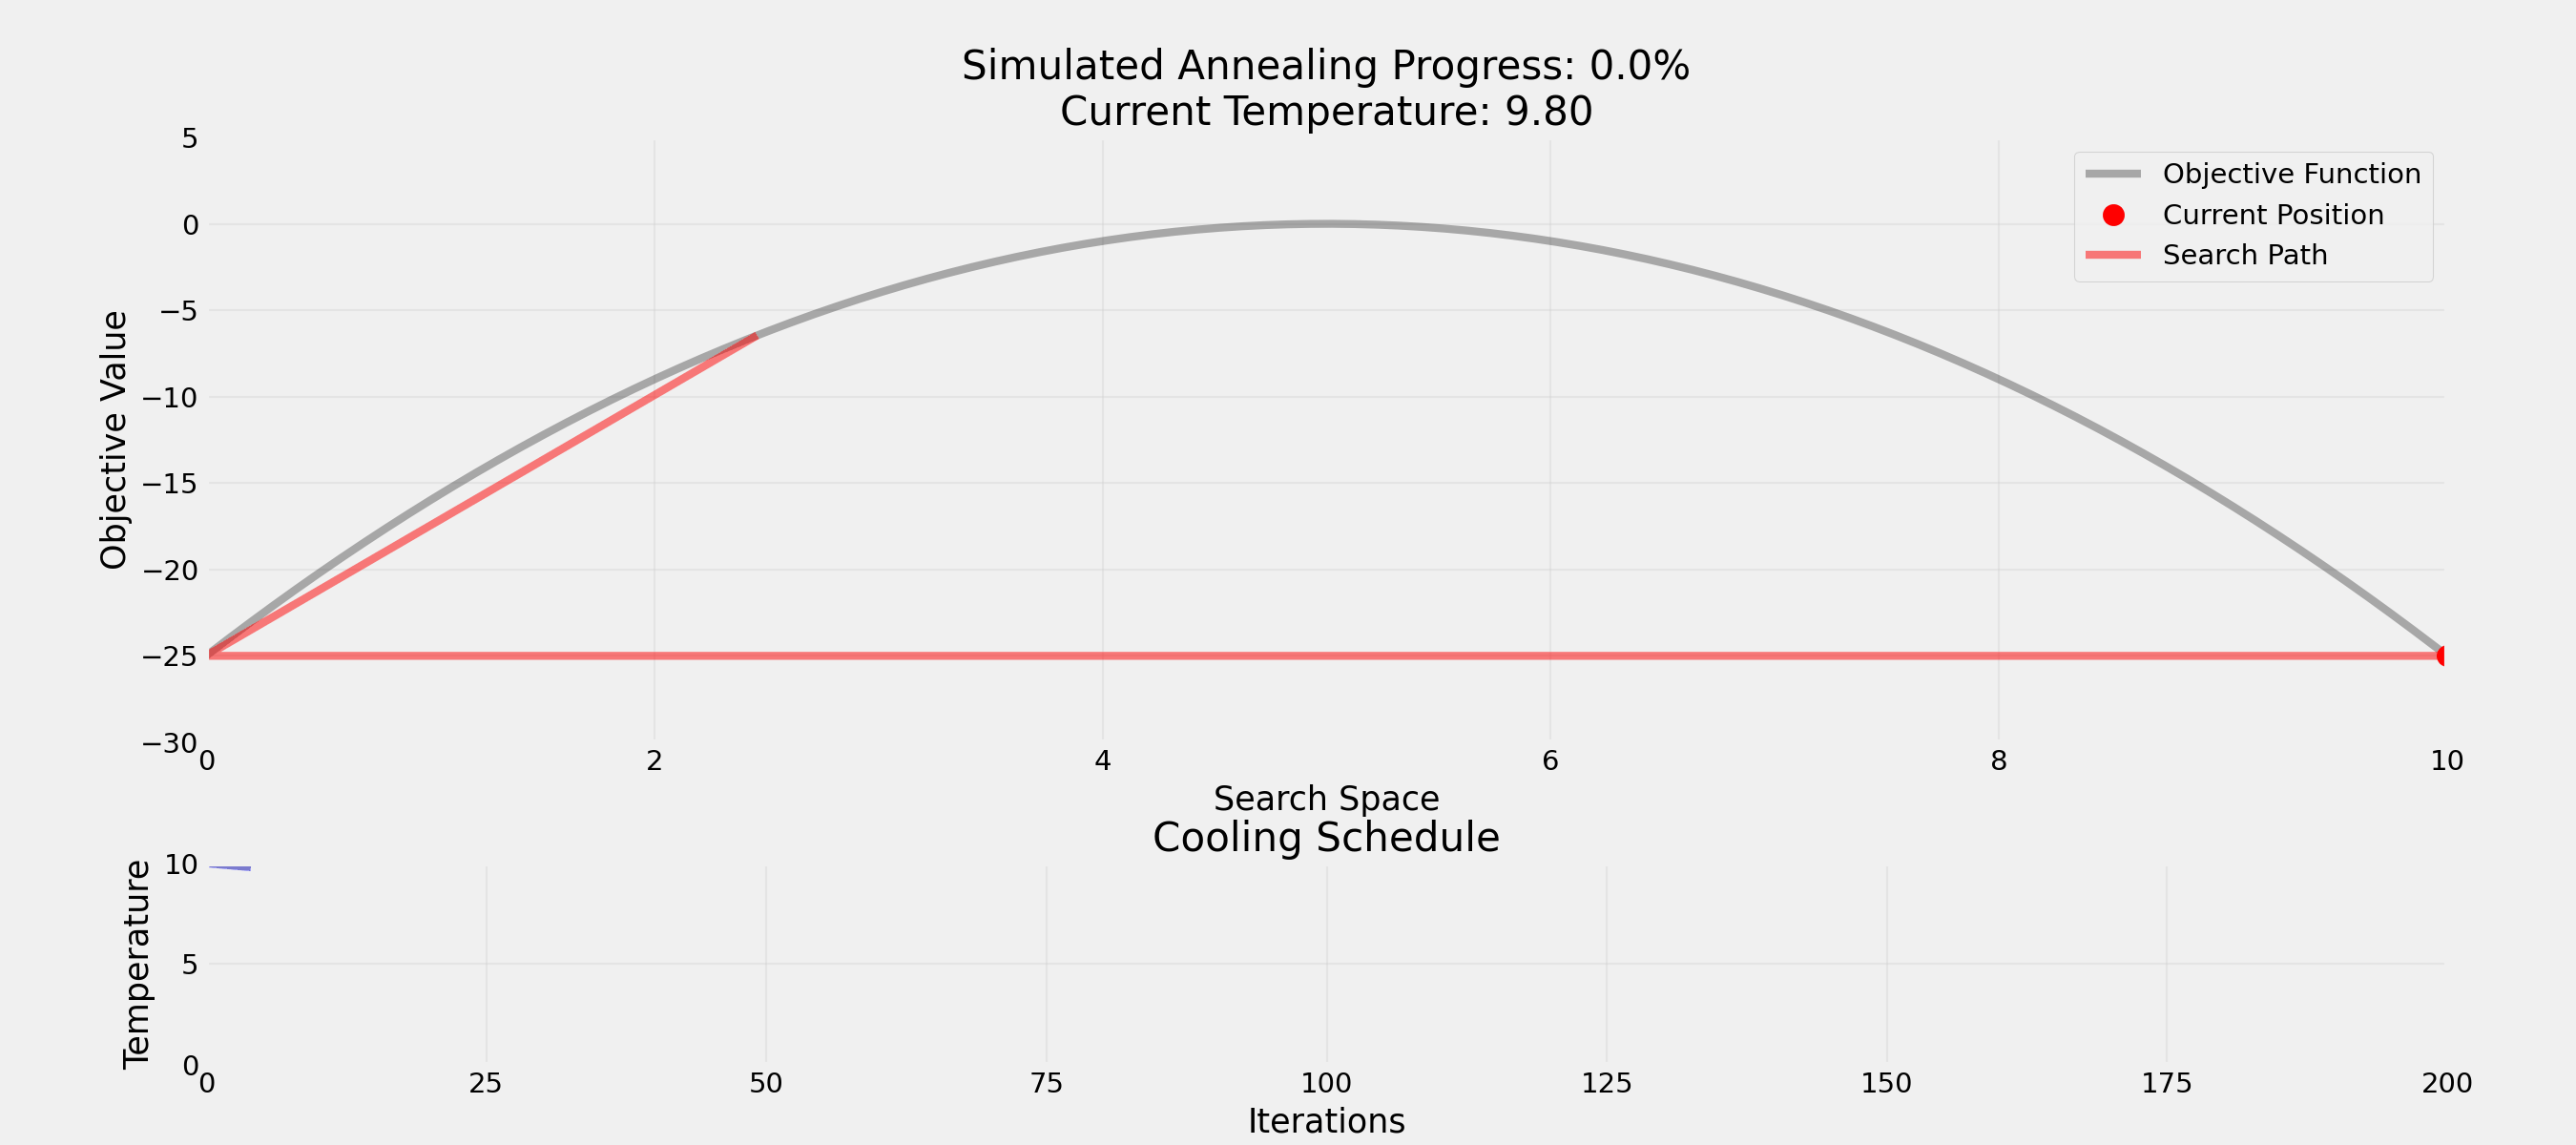 Simulated Annealing Progress: 0.0%
Current Temperature: 9.80
Objective Function
Current Position
Search Path
Objective Value
5
0
−5
−10
−15
−20
−25
−30
0 2 4 6 8 10
Search Space
Cooling Schedule
Temperature
10
5
0
0 25 50 75 100 125 150 175 200
Iterations